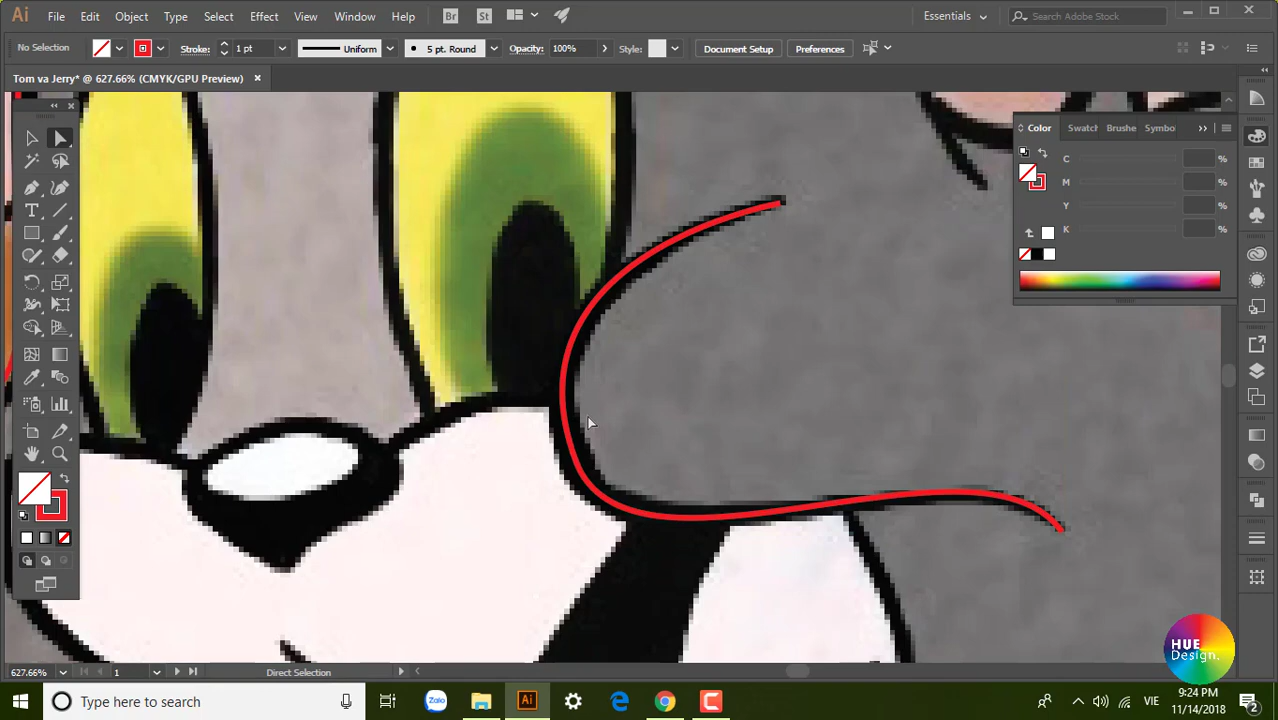 Ai File Edit Object Type Select Effect View Window Help Br St Essentials Search Adobe Stock
No Selection Stroke: 1 pt Uniform 5 pt. Round Opacity: 100% Style: Document Setup Preferences
Tom va Jerry* @ 627.66% (CMYK/GPU Preview)
Color Swatch Brushe Symbo
C %
M %
Y %
K %
627.66% 1 Direct Selection
HUE
Design.
Type here to search Zalo Ai VIE
9:24 PM
11/14/2018
2